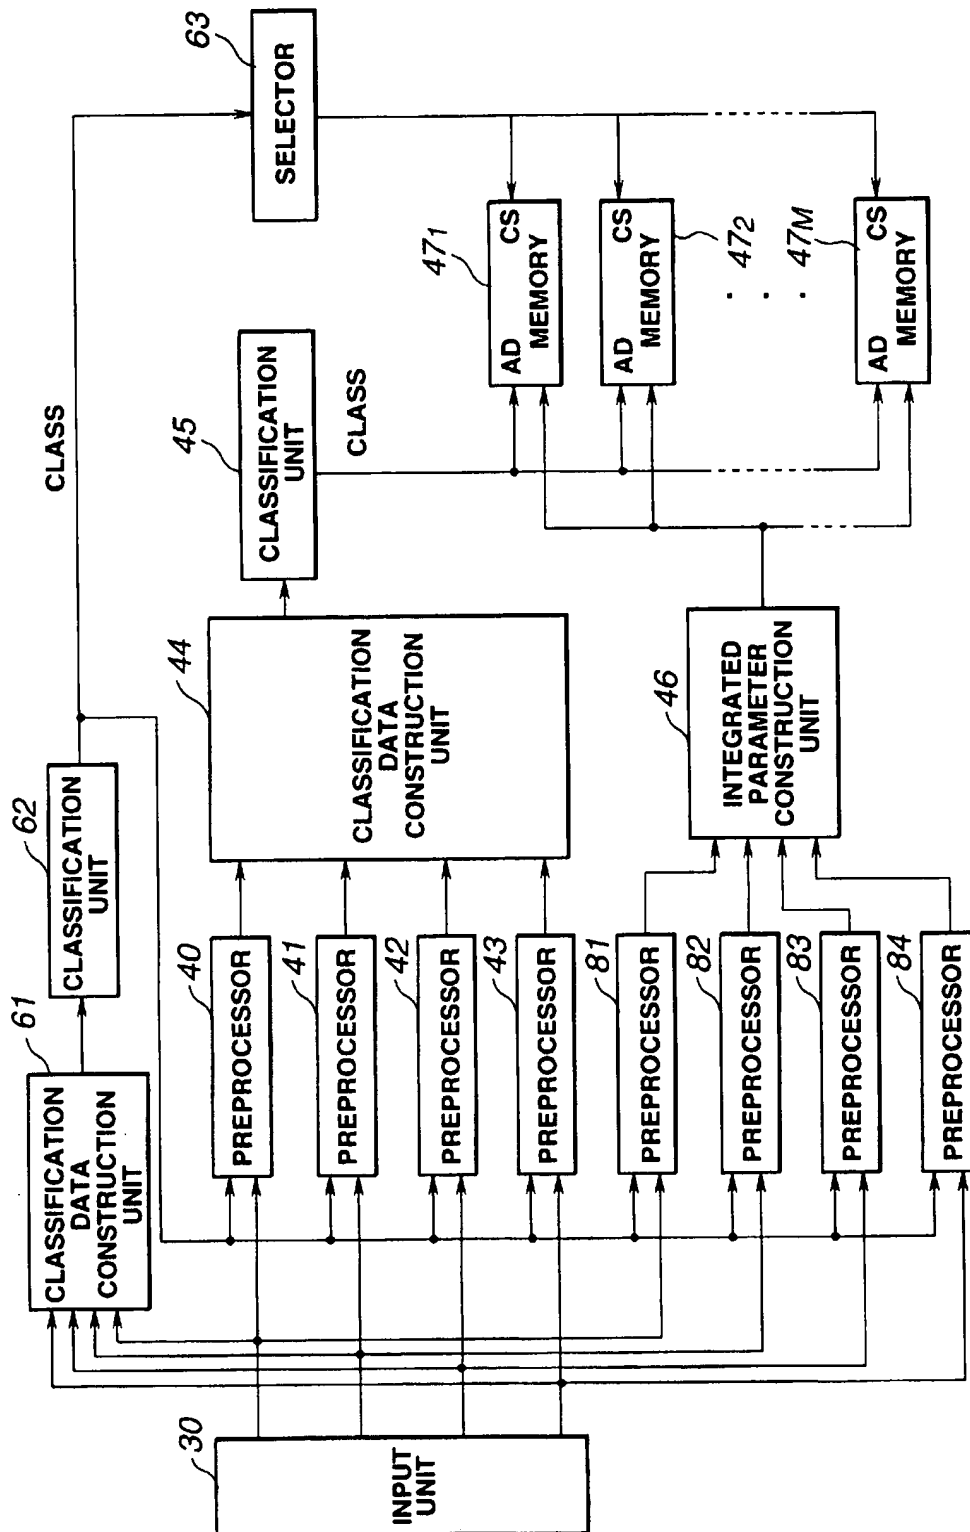 30
INPUT
UNIT
61
CLASSIFICATION
DATA
CONSTRUCTION
UNIT
62
CLASSIFICATION
UNIT
CLASS
63
SELECTOR
40
PREPROCESSOR
41
PREPROCESSOR
42
PREPROCESSOR
43
PREPROCESSOR
81
PREPROCESSOR
82
PREPROCESSOR
83
PREPROCESSOR
84
PREPROCESSOR
44
CLASSIFICATION
DATA
CONSTRUCTION
UNIT
45
CLASSIFICATION
UNIT
CLASS
46
INTEGRATED
PARAMETER
CONSTRUCTION
UNIT
471
AD CS
MEMORY
472
AD CS
MEMORY
. . .
47M
AD CS
MEMORY